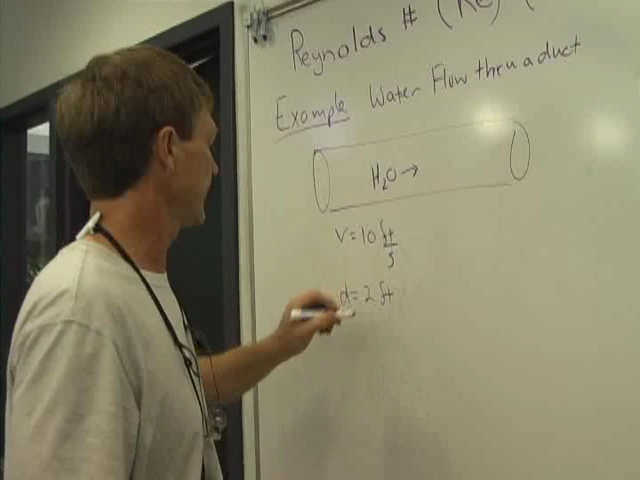 Reynolds # (Re) (
Example Water Flow thru a duct
H₂O →
V = 10 ft/s
d = 2 ft